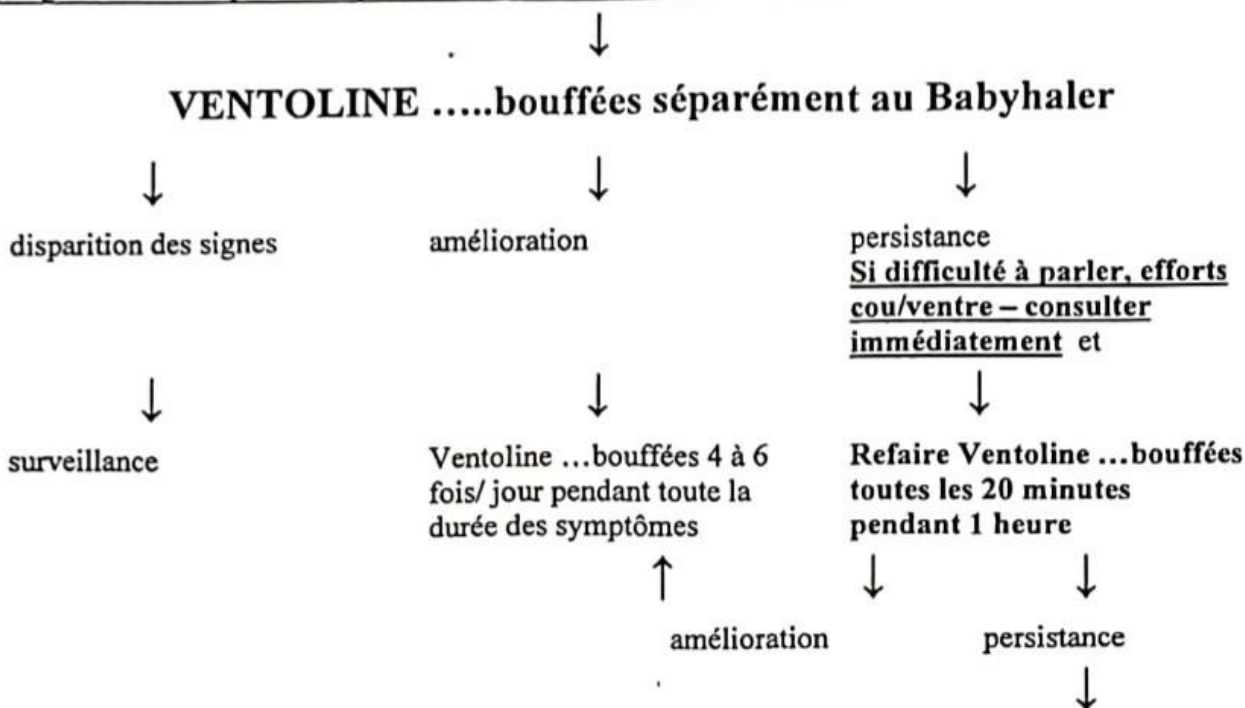 VENTOLINE .....bouffées séparément au Babyhaler
disparition des signes
amélioration
persistance
Si difficulté à parler, efforts
cou/ventre – consulter
immédiatement et
surveillance
Ventoline ...bouffées 4 à 6
fois/ jour pendant toute la
durée des symptômes
Refaire Ventoline ...bouffées
toutes les 20 minutes
pendant 1 heure
amélioration
persistance